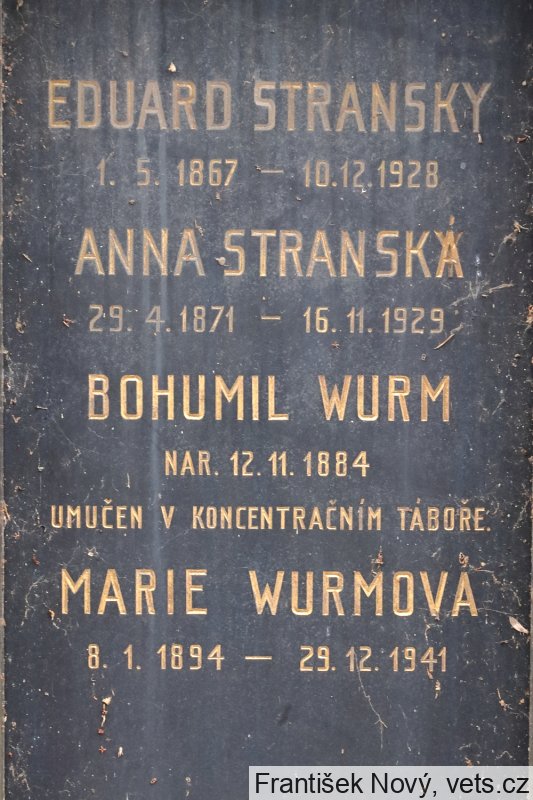 EDUARD STRANSKY
1. 5. 1867 – 10.12.1928
ANNA STRANSKÁ
29. 4. 1871 – 16. 11. 1929
BOHUMIL WURM
NAR. 12. 11. 1884
UMUČEN V KONCENTRAČNÍM TÁBOŘE.
MARIE WURMOVÁ
8. 1. 1894 – 29. 12. 1941
František Nový, vets.cz